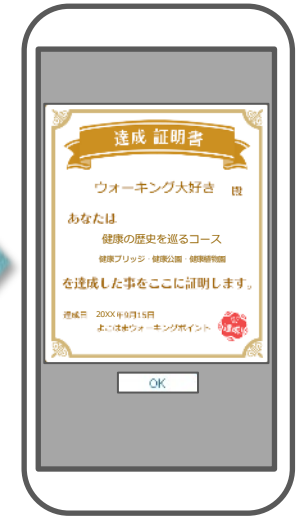 達成 証明書
ウォーキング大好き 殿
あなたは
健康の歴史を巡るコース
健康ブリッジ・健康公園・健康植物園
を達成した事をここに証明します。
達成日 20XX年9月15日
よこはまウォーキングポイント
達成
OK